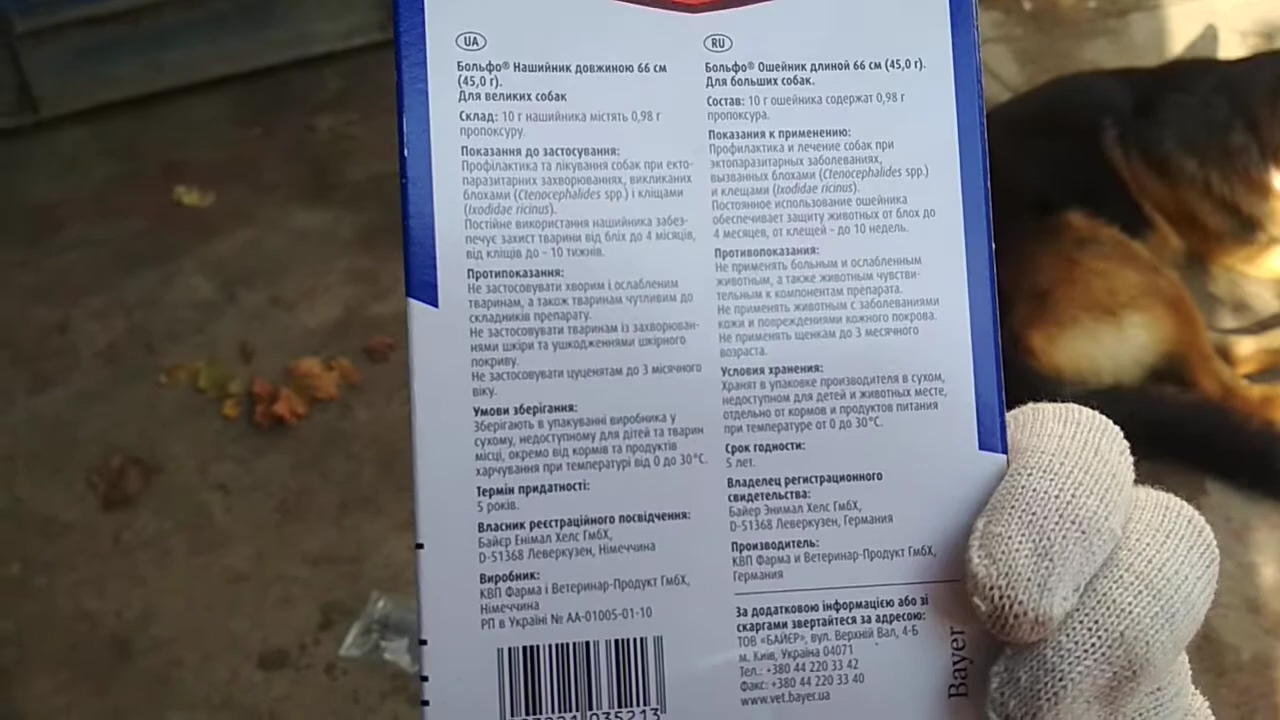 UA
Больфо® Нашийник довжиною 66 см
(45,0 г).
Для великих собак
Склад: 10 г нашийника містять 0,98 г
пропоксуру.
Показання до застосування:
Профілактика та лікування собак при екто-
паразитарних захворюваннях, викликаних
блохами (Ctenocephalides spp.) і кліщами
(Ixodidae ricinus).
Постійне використання нашийника забез-
печує захист тварини від бліх до 4 місяців,
від кліщів до – 10 тижнів.
Протипоказання:
Не застосовувати хворим і ослабленим
тваринам, а також тваринам чутливим до
складників препарату.
Не застосовувати тваринам із захворюван-
нями шкіри та ушкодженнями шкірного
покриву.
Не застосовувати цуценятам до 3 місячного
віку.
Умови зберігання:
Зберігають в упакуванні виробника у
сухому, недоступному для дітей та тварин
місці, окремо від кормів та продуктів
харчування при температурі від 0 до 30°С.
Термін придатності:
5 років.
Власник реєстраційного посвідчення:
Байєр Енімал Хелс ГмбХ,
D-51368 Леверкузен, Німеччина
Виробник:
КВП Фарма і Ветеринар-Продукт ГмбХ,
Німеччина
РП в Україні № АА-01005-01-10
RU
Больфо® Ошейник длиной 66 см (45,0 г).
Для больших собак.
Состав: 10 г ошейника содержат 0,98 г
пропоксура.
Показания к применению:
Профилактика и лечение собак при
эктопаразитарных заболеваниях,
вызванных блохами (Ctenocephalides spp.)
и клещами (Ixodidae ricinus).
Постоянное использование ошейника
обеспечивает защиту животных от блох до
4 месяцев, от клещей – до 10 недель.
Противопоказания:
Не применять больным и ослабленным
животным, а также животным чувстви-
тельным к компонентам препарата.
Не применять животным с заболеваниями
кожи и повреждениями кожного покрова.
Не применять щенкам до 3 месячного
возраста.
Условия хранения:
Хранят в упаковке производителя в сухом,
недоступном для детей и животных месте,
отдельно от кормов и продуктов питания
при температуре от 0 до 30°С.
Срок годности:
5 лет.
Владелец регистрационного
свидетельства:
Байер Энимал Хелс ГмбХ,
D-51368 Леверкузен, Германия
Производитель:
КВП Фарма и Ветеринар-Продукт ГмбХ,
Германия
За додатковою інформацією або зі
скаргами звертайтеся за адресою:
ТОВ «БАЙЄР», вул. Верхній Вал, 4-Б
м. Київ, Україна 04071
Тел.: +380 44 220 33 42
Факс: +380 44 220 33 40
www.vet.bayer.ua
Bayer